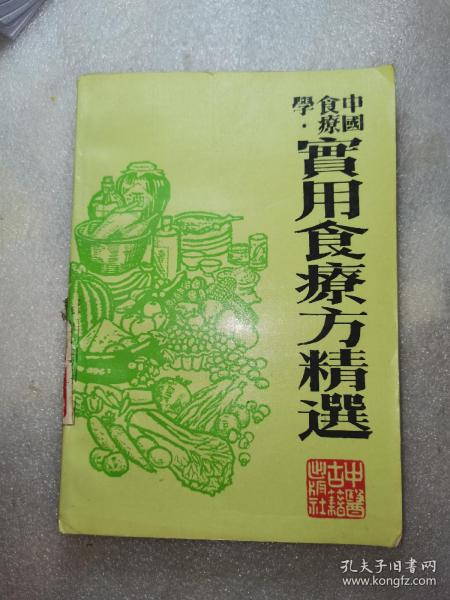 中國
食療
學·
實用食療方精選
中醫
古籍
出版社
孔夫子旧书网
www.kongfz.com